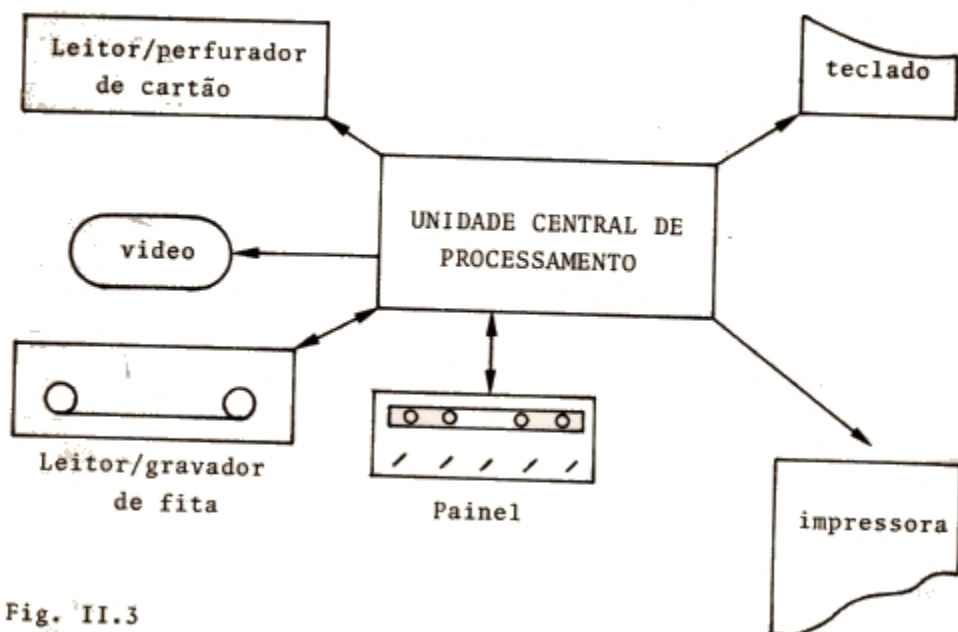 Leitor/perfurador
de cartão
teclado
UNIDADE CENTRAL DE
PROCESSAMENTO
video
Leitor/gravador
de fita
Painel
impressora
Fig. II.3